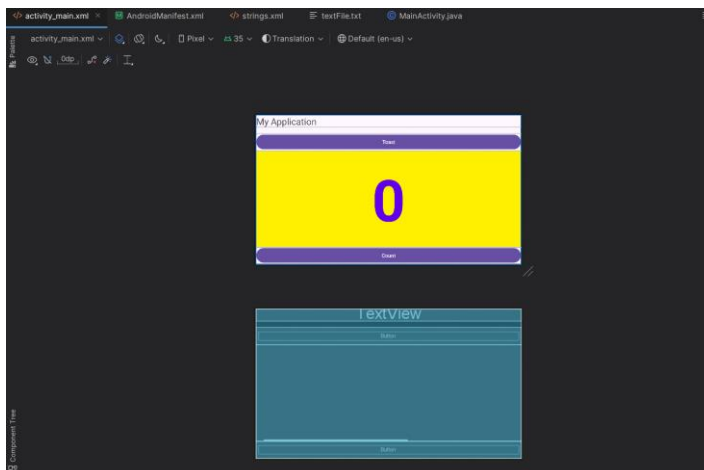 activity_main.xml × AndroidManifest.xml strings.xml textFile.txt MainActivity.java
activity_main.xml Pixel 35 Translation Default (en-us)
0dp
Palette
My Application
Toast
0
Count
TextView
Button
Button
Component Tree